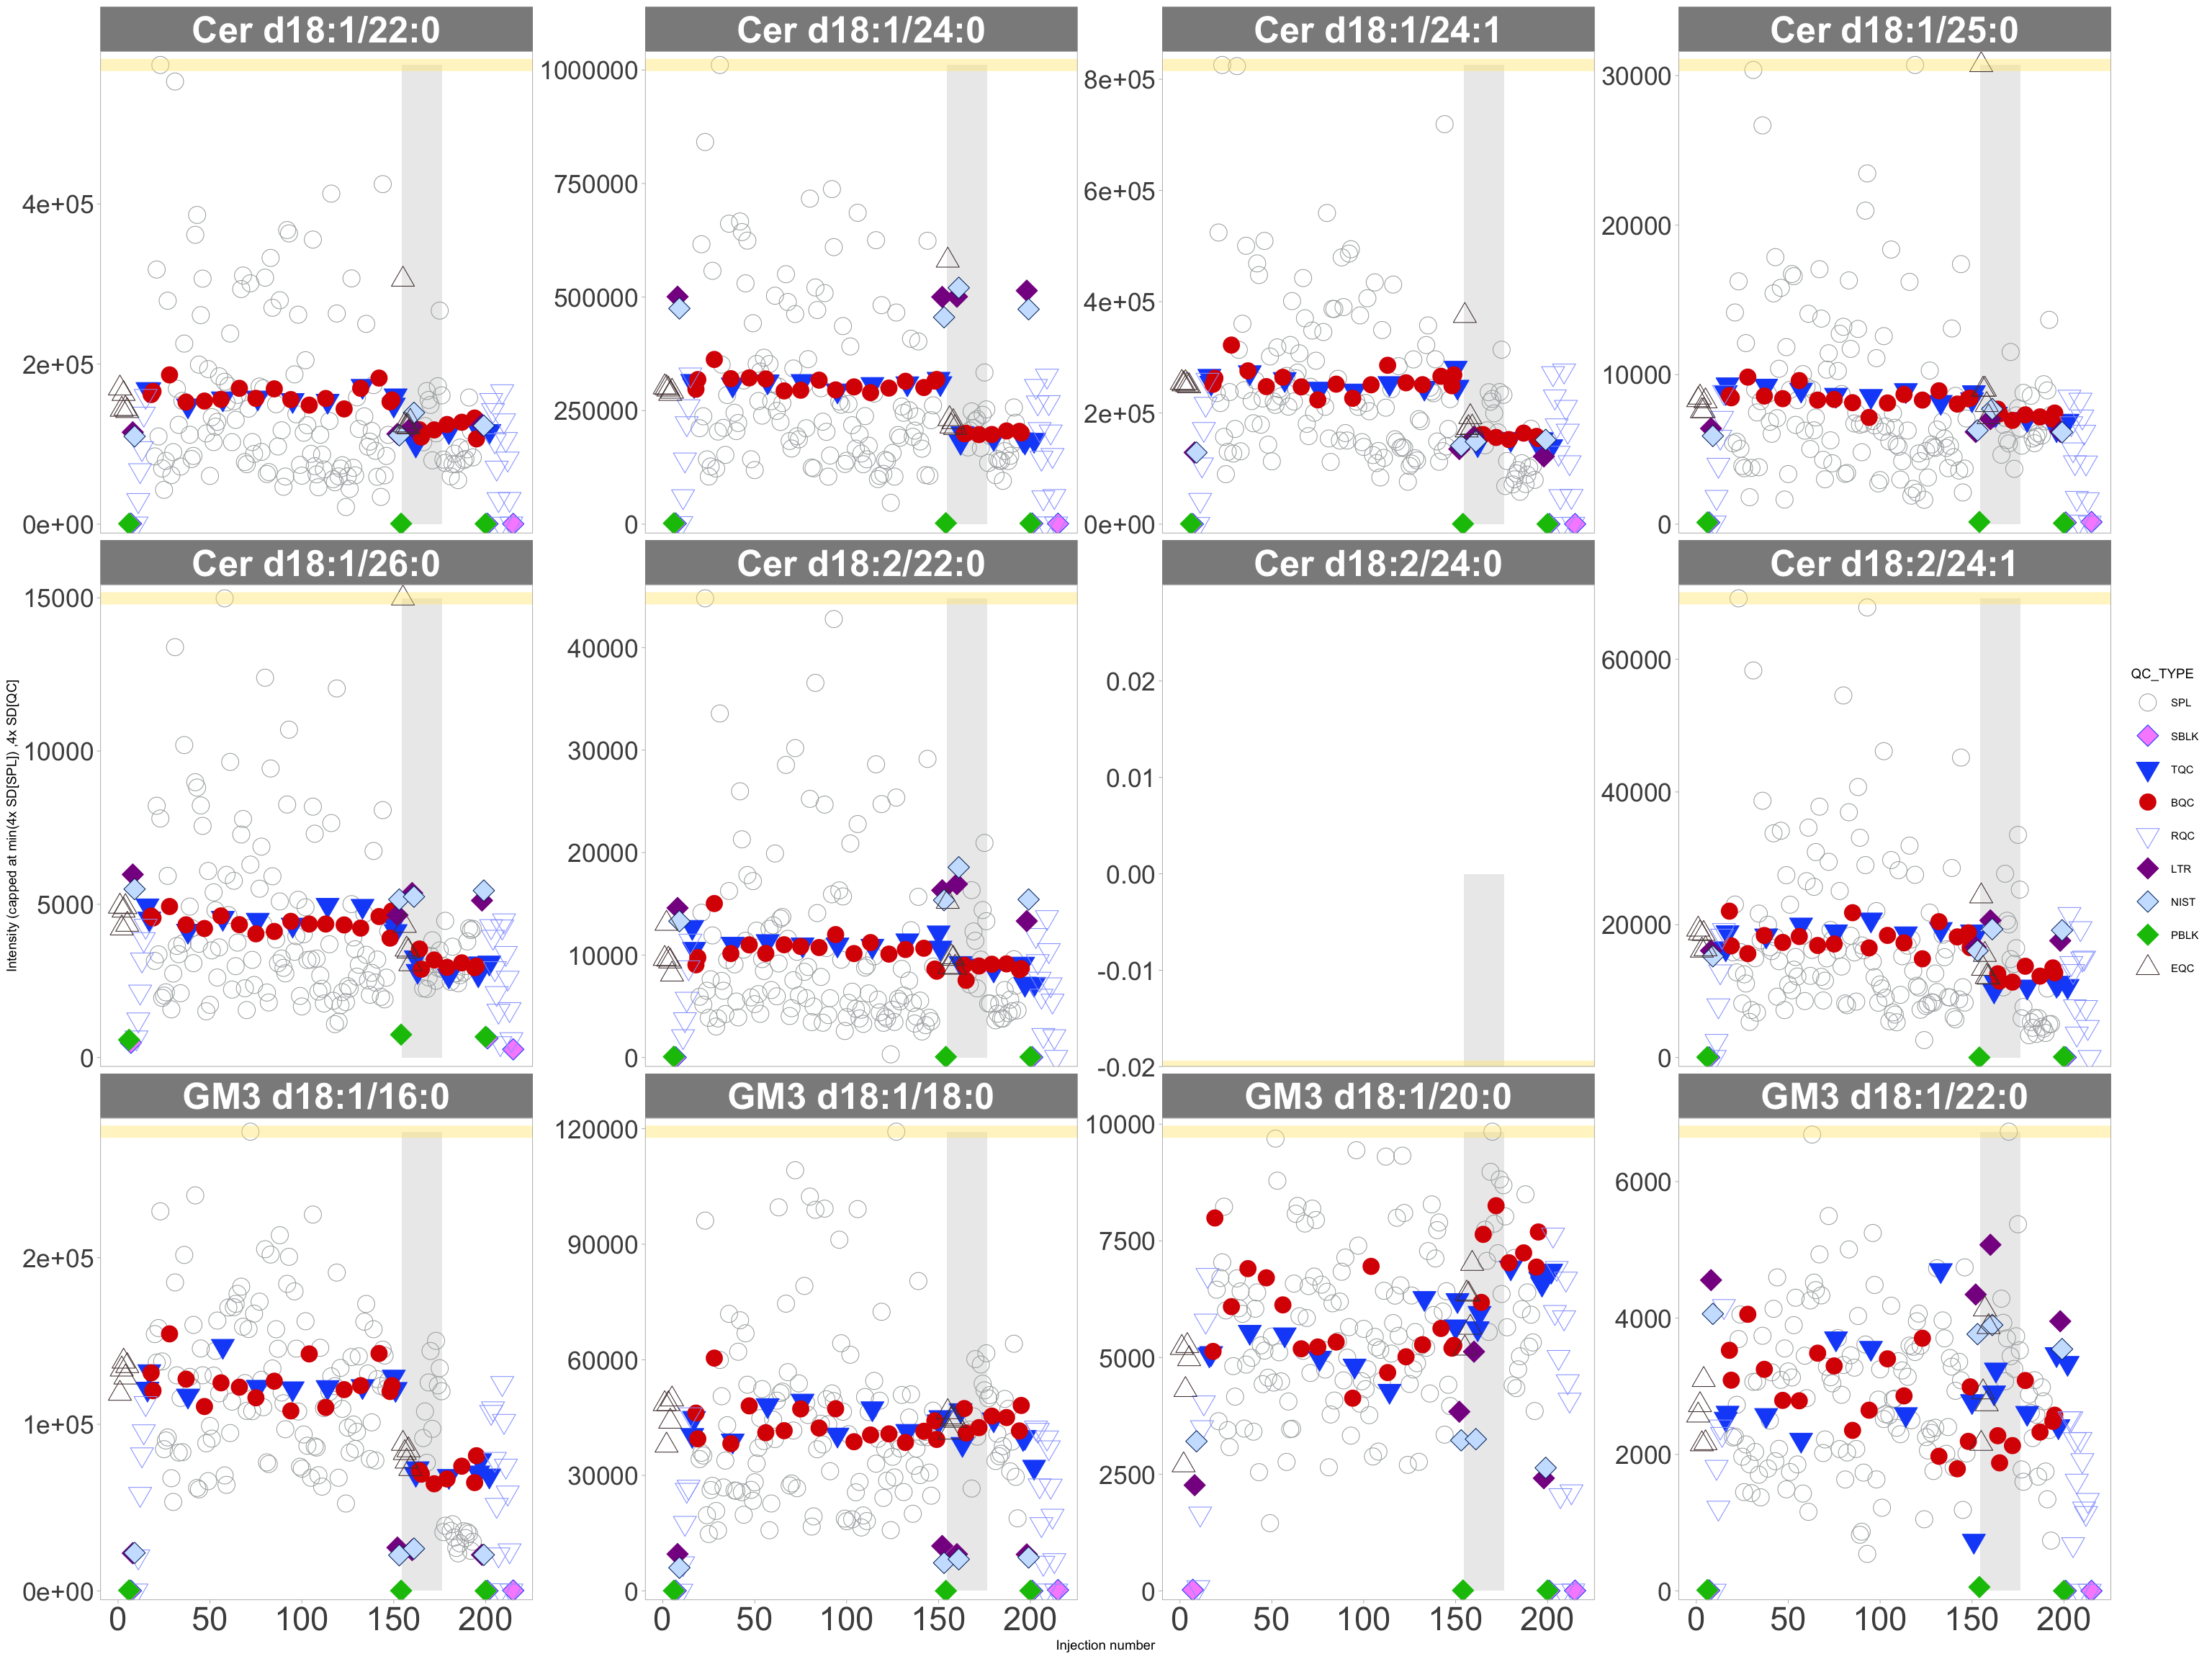 Cer d18:1/22:0
Cer d18:1/24:0
Cer d18:1/24:1
Cer d18:1/25:0
4e+05
2e+05
0e+00
1000000
750000
500000
250000
0
8e+05
6e+05
4e+05
2e+05
0e+00
30000
20000
10000
0
Cer d18:1/26:0
Cer d18:2/22:0
Cer d18:2/24:0
Cer d18:2/24:1
15000
10000
5000
0
40000
30000
20000
10000
0
0.02
0.01
0.00
-0.01
-0.02
60000
40000
20000
0
GM3 d18:1/16:0
GM3 d18:1/18:0
GM3 d18:1/20:0
GM3 d18:1/22:0
2e+05
1e+05
0e+00
120000
90000
60000
30000
0
10000
7500
5000
2500
0
6000
4000
2000
0
0 50 100 150 200
0 50 100 150 200
0 50 100 150 200
0 50 100 150 200
Injection number
Intensity (capped at min(4x SD[SPL]) ,4x SD[QC]
QC_TYPE
SPL
SBLK
TQC
BQC
RQC
LTR
NIST
PBLK
EQC